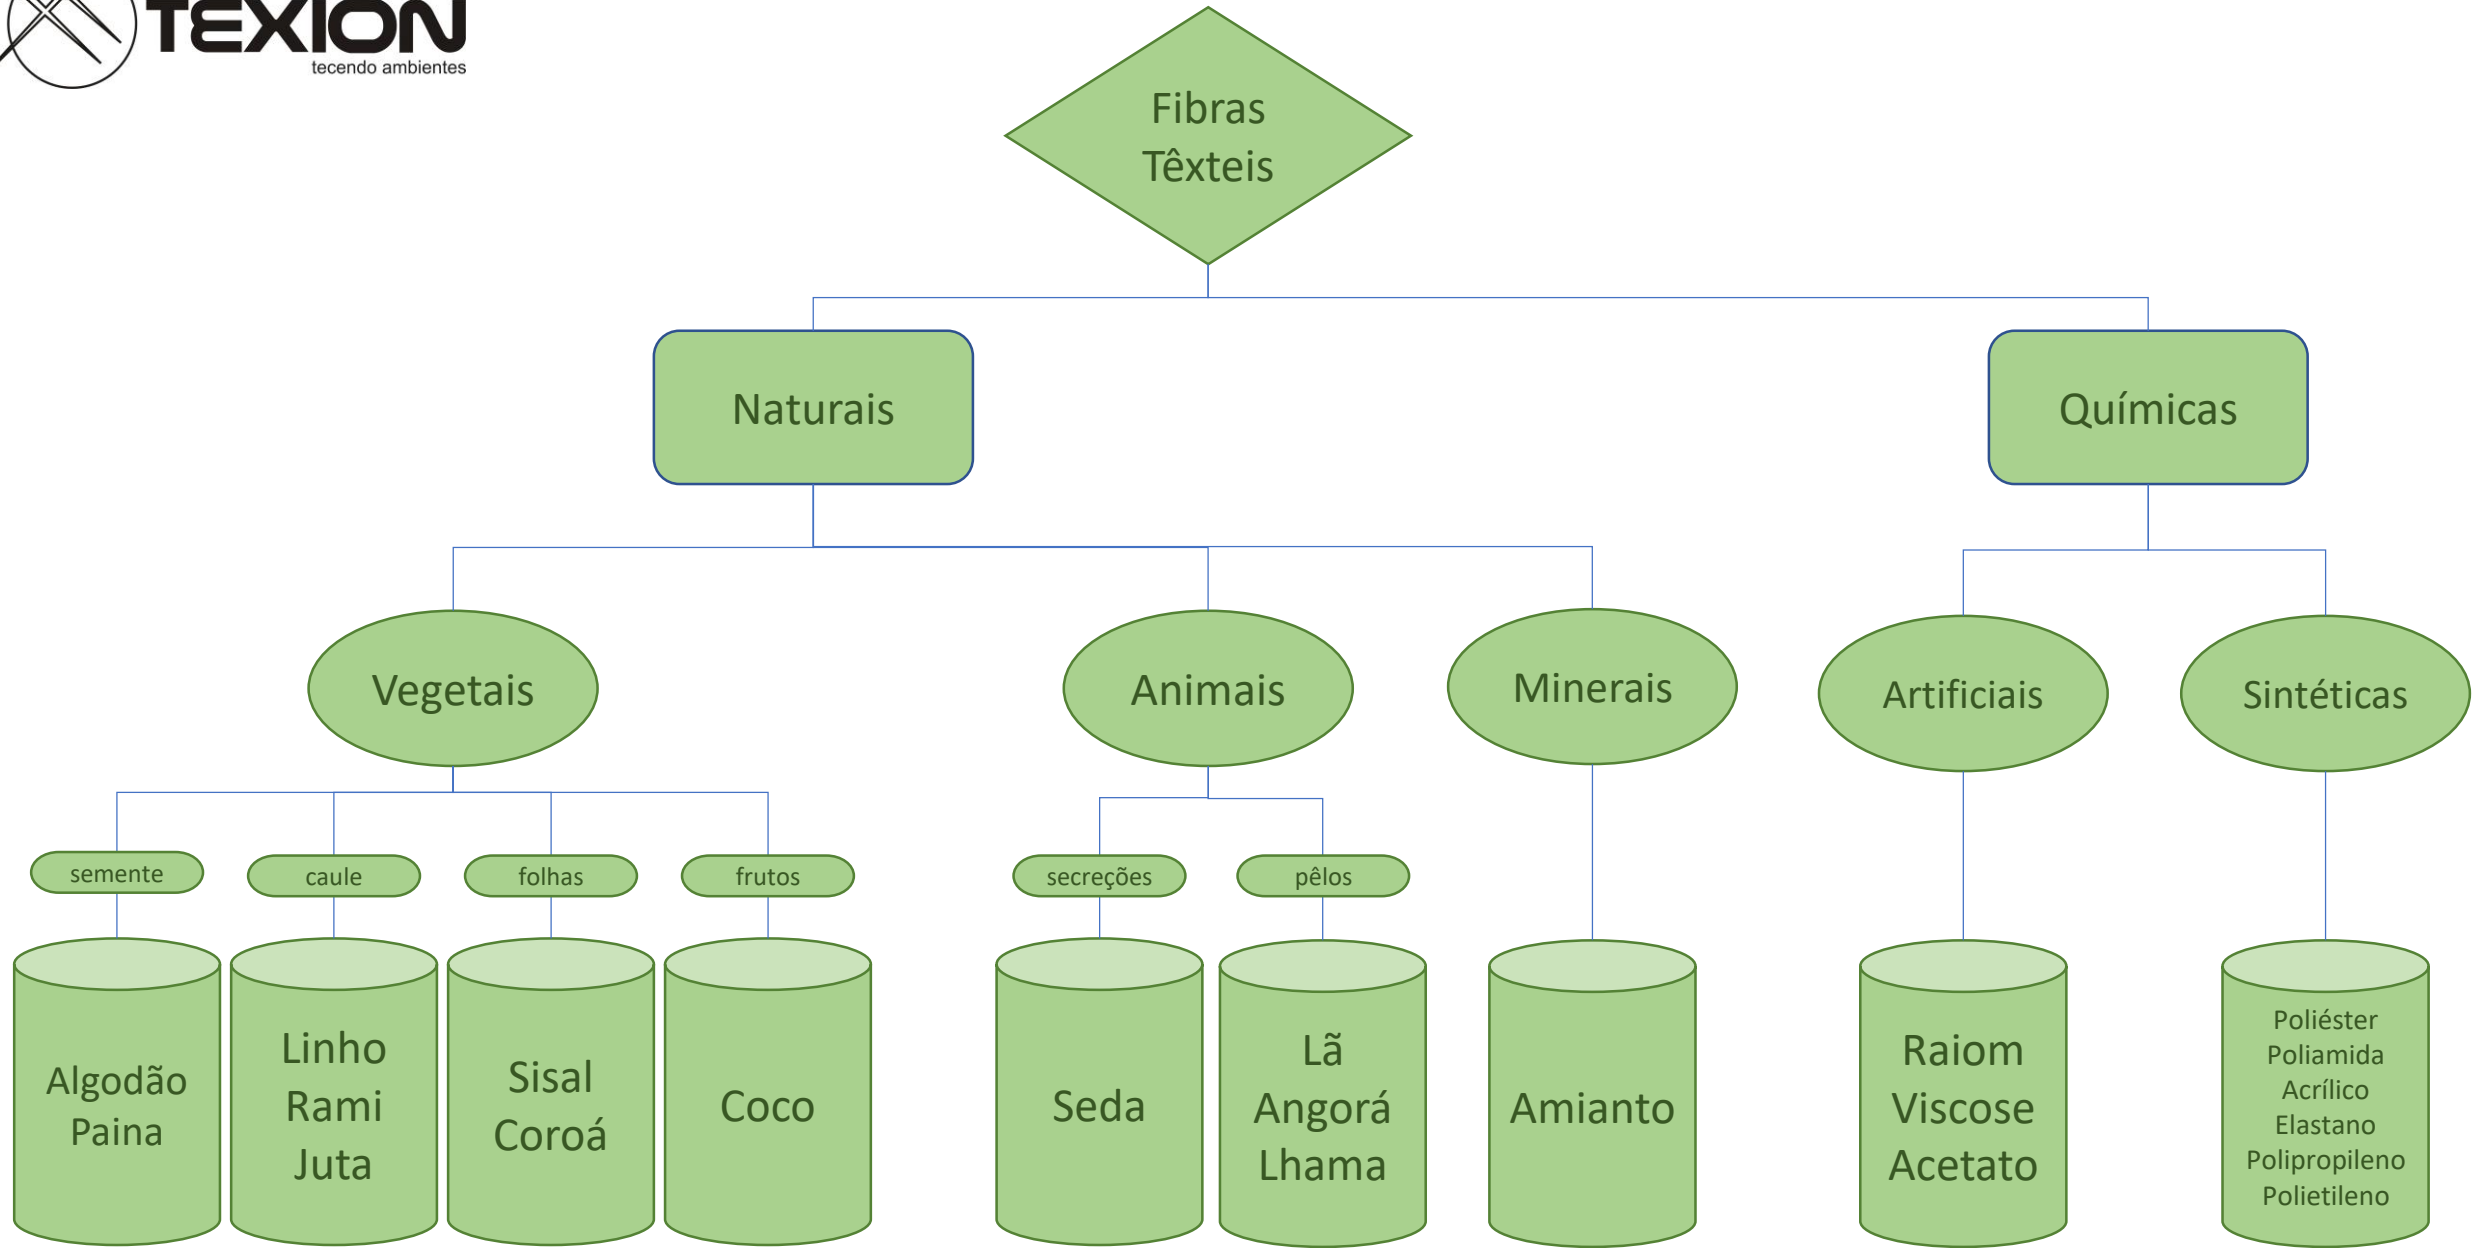 TEXION
tecendo ambientes
Fibras
Têxteis
Naturais
Químicas
Vegetais
Animais
Minerais
Artificiais
Sintéticas
semente
caule
folhas
frutos
secreções
pêlos
Algodão
Paina
Linho
Rami
Juta
Sisal
Coroá
Coco
Seda
Lã
Angorá
Lhama
Amianto
Raiom
Viscose
Acetato
Poliéster
Poliamida
Acrílico
Elastano
Polipropileno
Polietileno